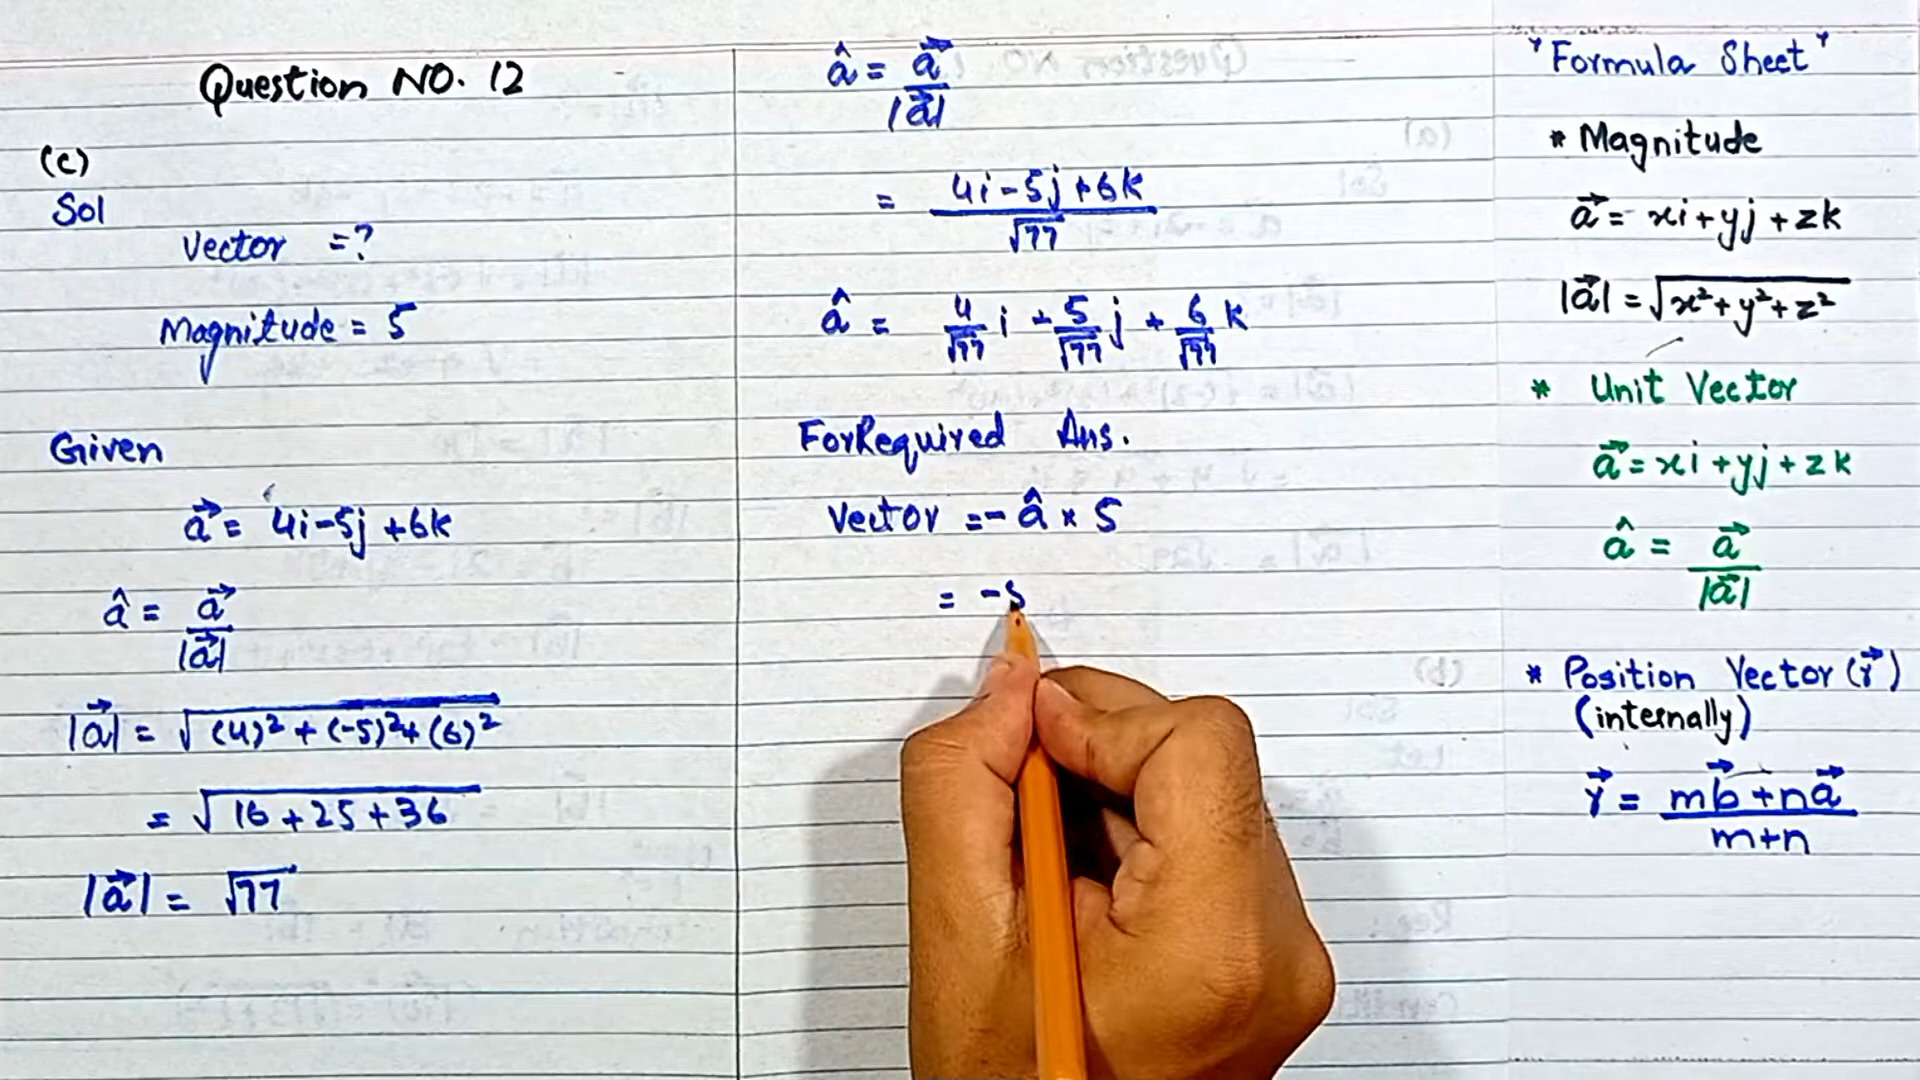 Question NO. 12
(c)
Sol
Vector = ?
Magnitude = 5
Given
a⃗ = 4i-5j+6k
â = a⃗/|a⃗|
|a⃗| = √((4)²+(-5)²+(6)²)
= √(16+25+36)
|a⃗| = √77
â = a⃗/|a⃗|
= (4i-5j+6k)/√77
â = 4/√77 i - 5/√77 j + 6/√77 k
For Required Ans.
Vector = - â × 5
= -5
"Formula Sheet"
* Magnitude
a⃗ = xi+yj+zk
|a⃗| = √(x²+y²+z²)
* Unit Vector
a⃗ = xi+yj+zk
â = a⃗/|a⃗|
* Position Vector (r⃗)
(internally)
r⃗ = (mb⃗+na⃗)/(m+n)